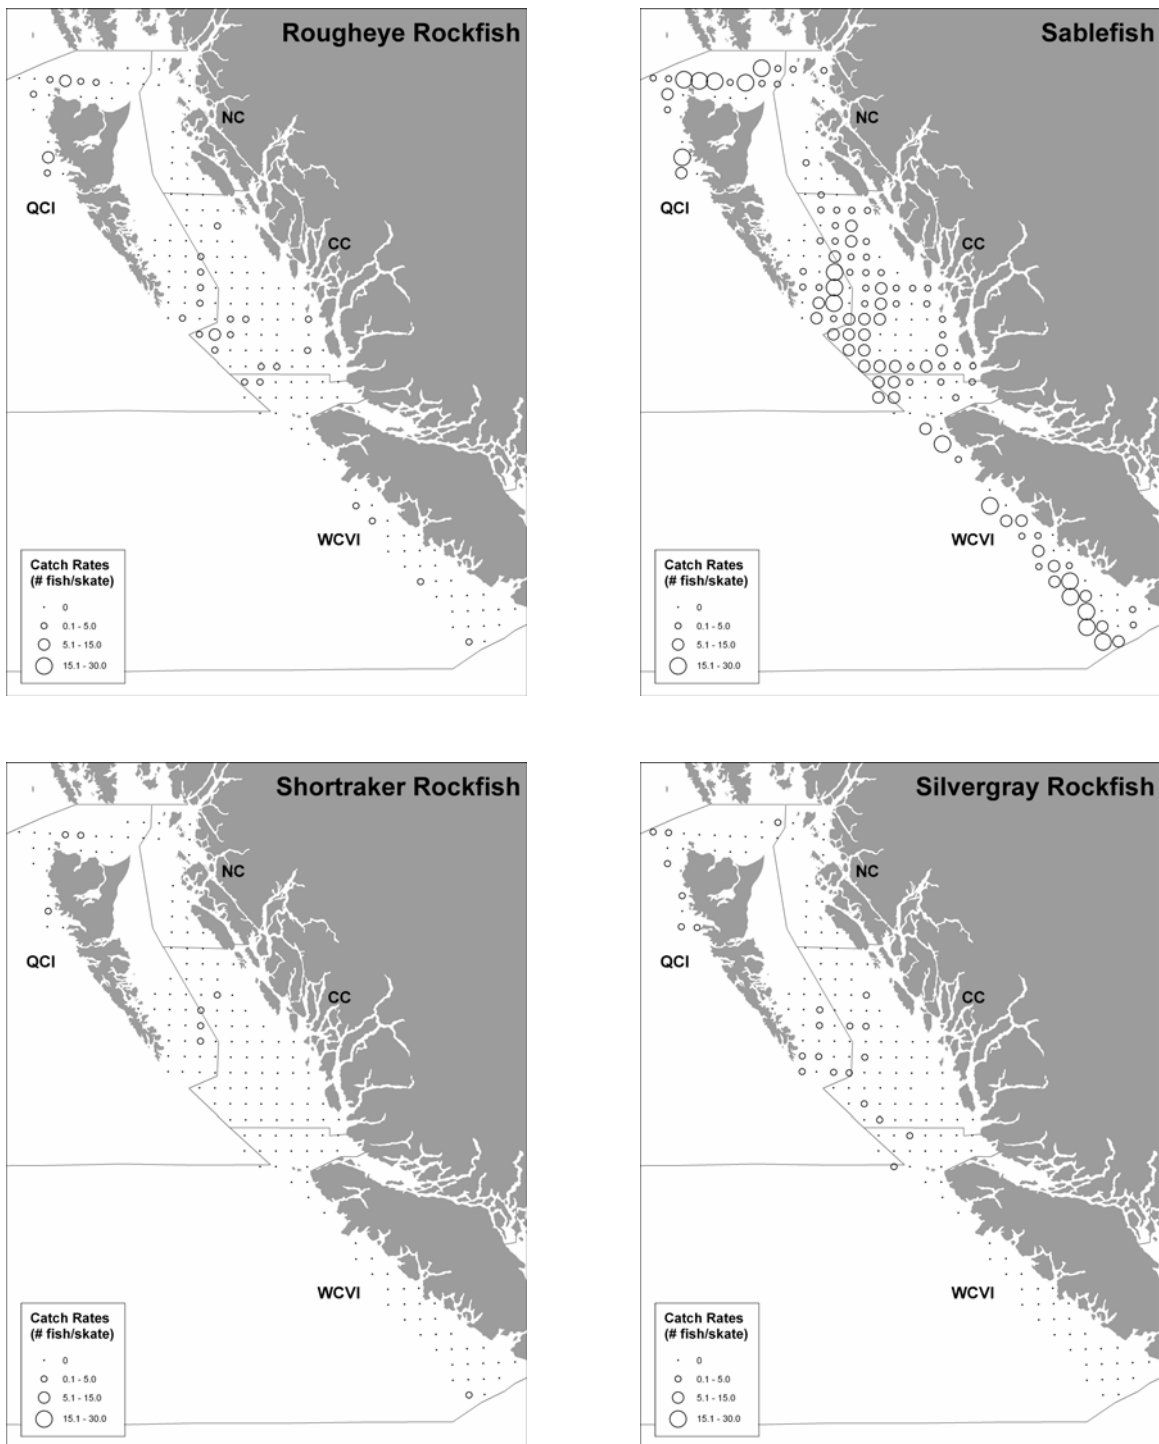 Rougheye Rockfish
NC
QCI
CC
WCVI
Catch Rates
(# fish/skate)
0
0.1 - 5.0
5.1 - 15.0
15.1 - 30.0
Sablefish
NC
QCI
CC
WCVI
Catch Rates
(# fish/skate)
0
0.1 - 5.0
5.1 - 15.0
15.1 - 30.0
Shortraker Rockfish
NC
QCI
CC
WCVI
Catch Rates
(# fish/skate)
0
0.1 - 5.0
5.1 - 15.0
15.1 - 30.0
Silvergray Rockfish
NC
QCI
CC
WCVI
Catch Rates
(# fish/skate)
0
0.1 - 5.0
5.1 - 15.0
15.1 - 30.0